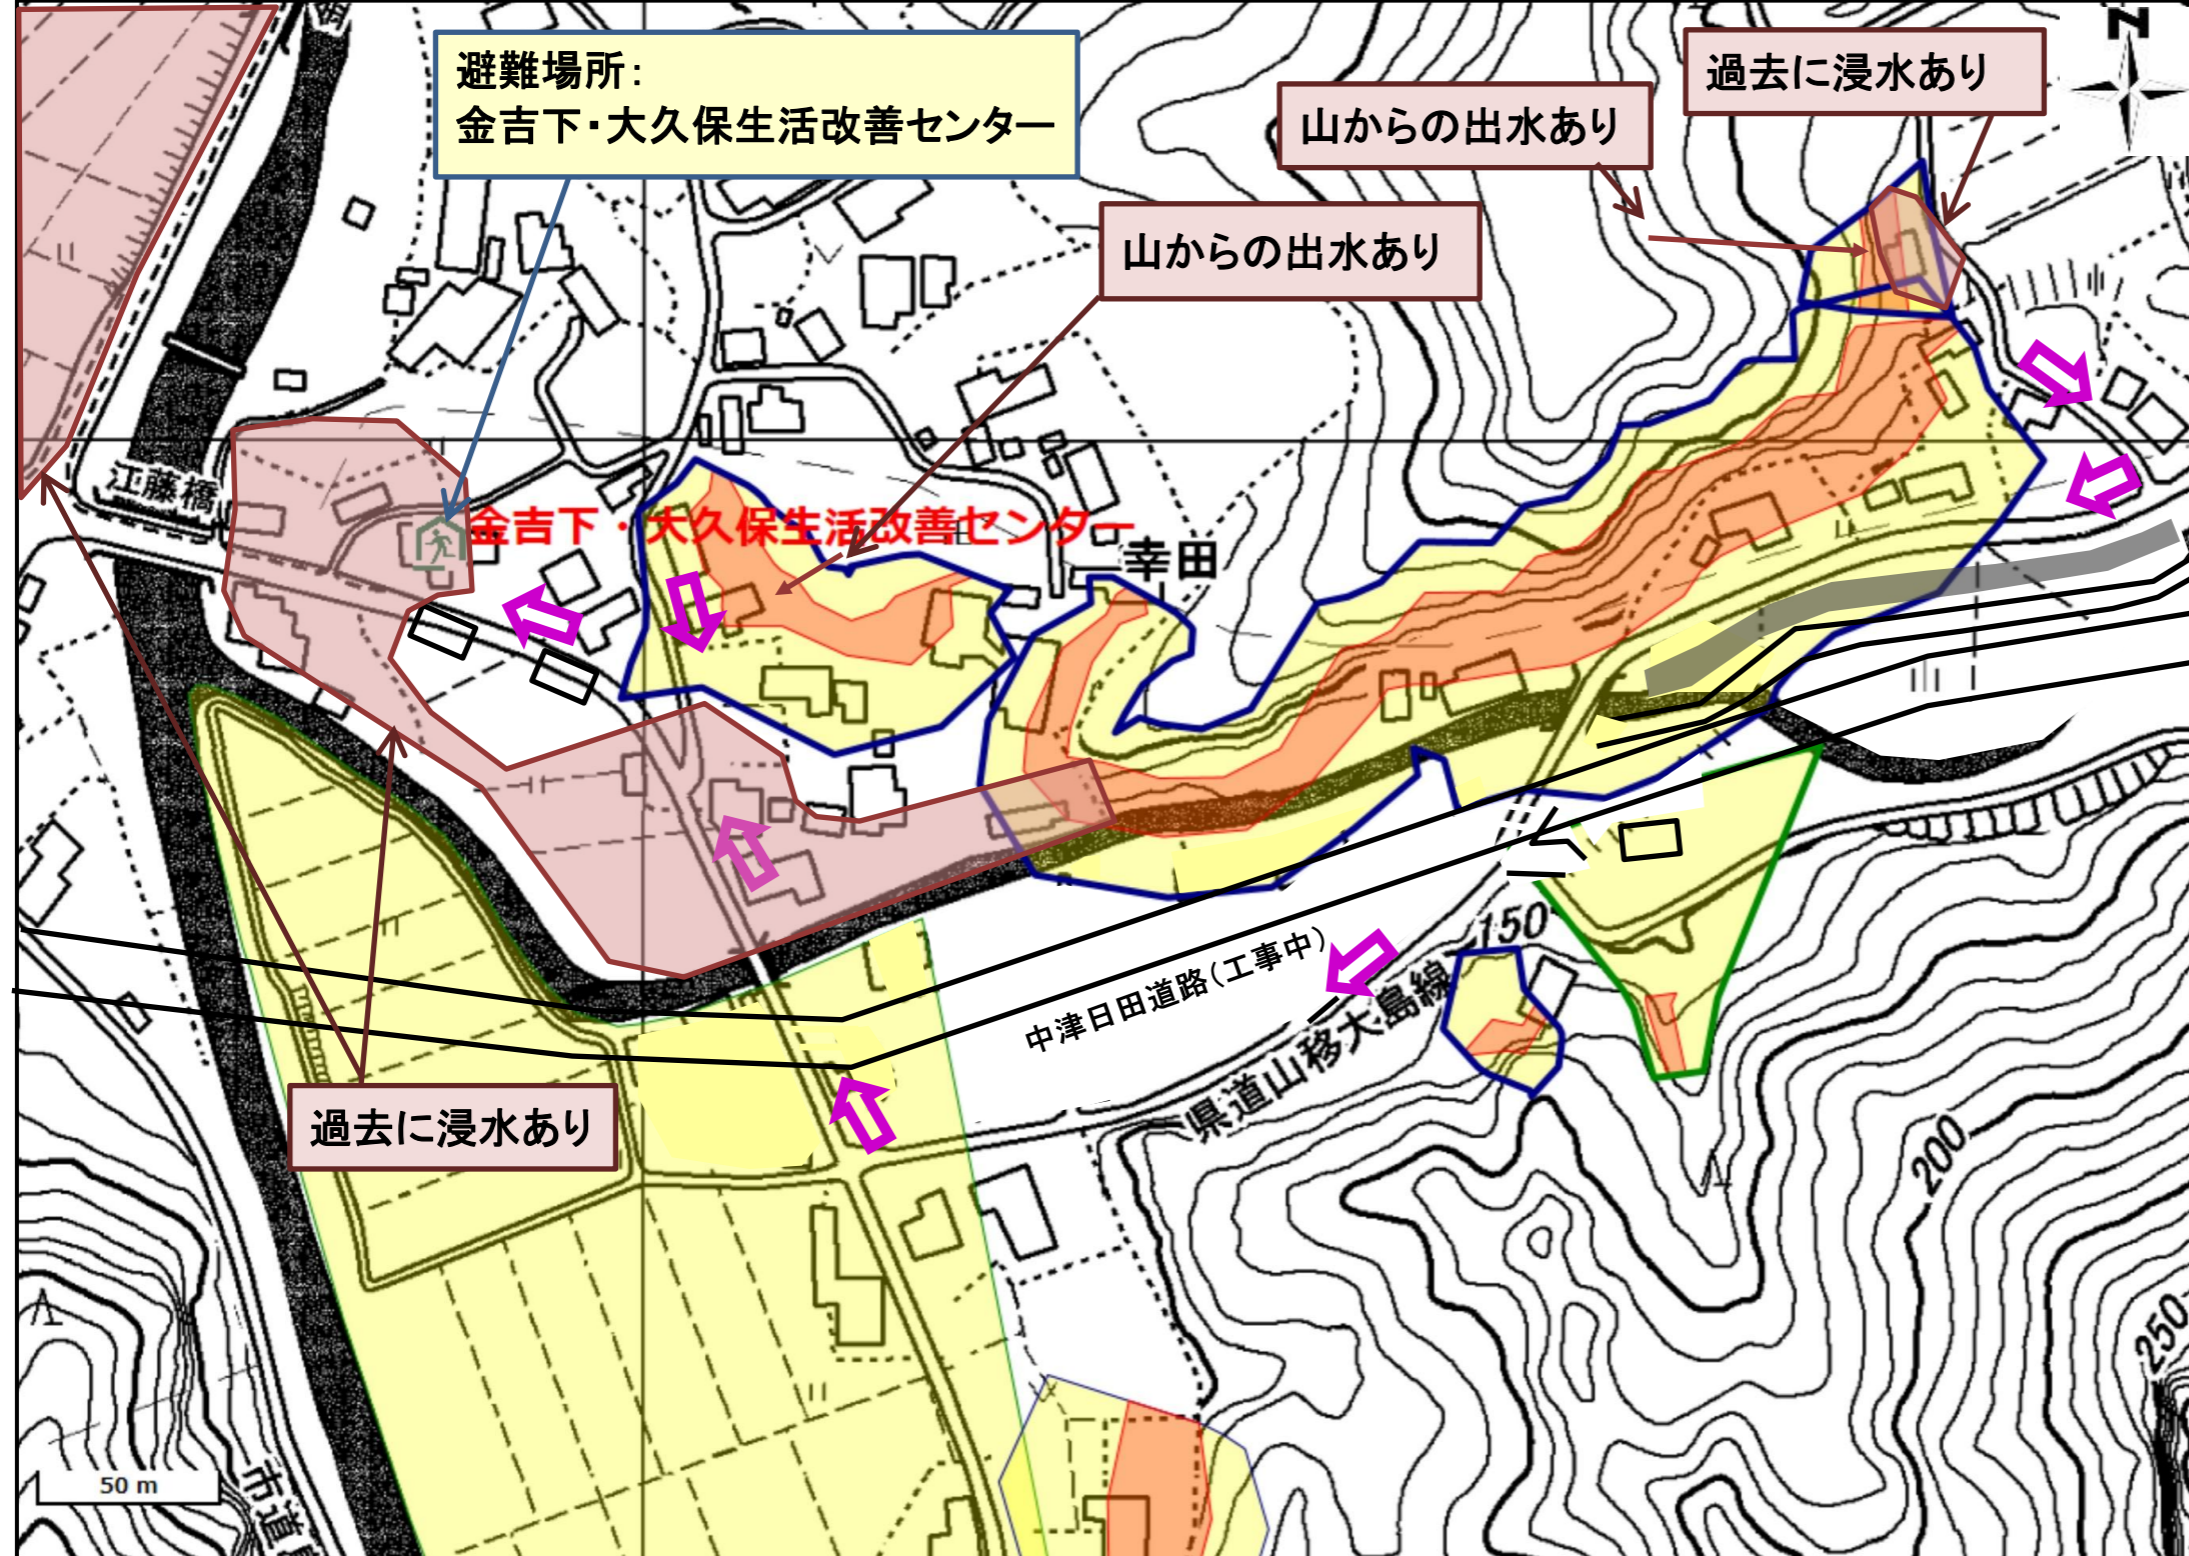 避難場所：
金吉下・大久保生活改善センター
過去に浸水あり
山からの出水あり
山からの出水あり
江藤橋
金吉下・大久保生活改善センター
幸田
150
中津日田道路（工事中）
県道山移大島線
過去に浸水あり
200
250
50 m
市道